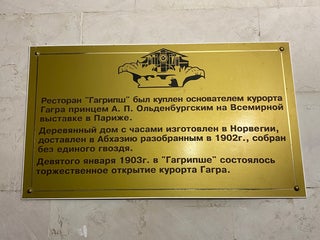 Ресторан "Гагрипш" был куплен основателем курорта
Гагра принцем А. П. Ольденбургским на Всемирной
выставке в Париже.
Деревянный дом с часами изготовлен в Норвегии,
доставлен в Абхазию разобранным в 1902г., собран
без единого гвоздя.
Девятого января 1903г. в "Гагрипше" состоялось
торжественное открытие курорта Гагра.